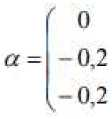 α = ( 0
- 0,2
- 0,2 )